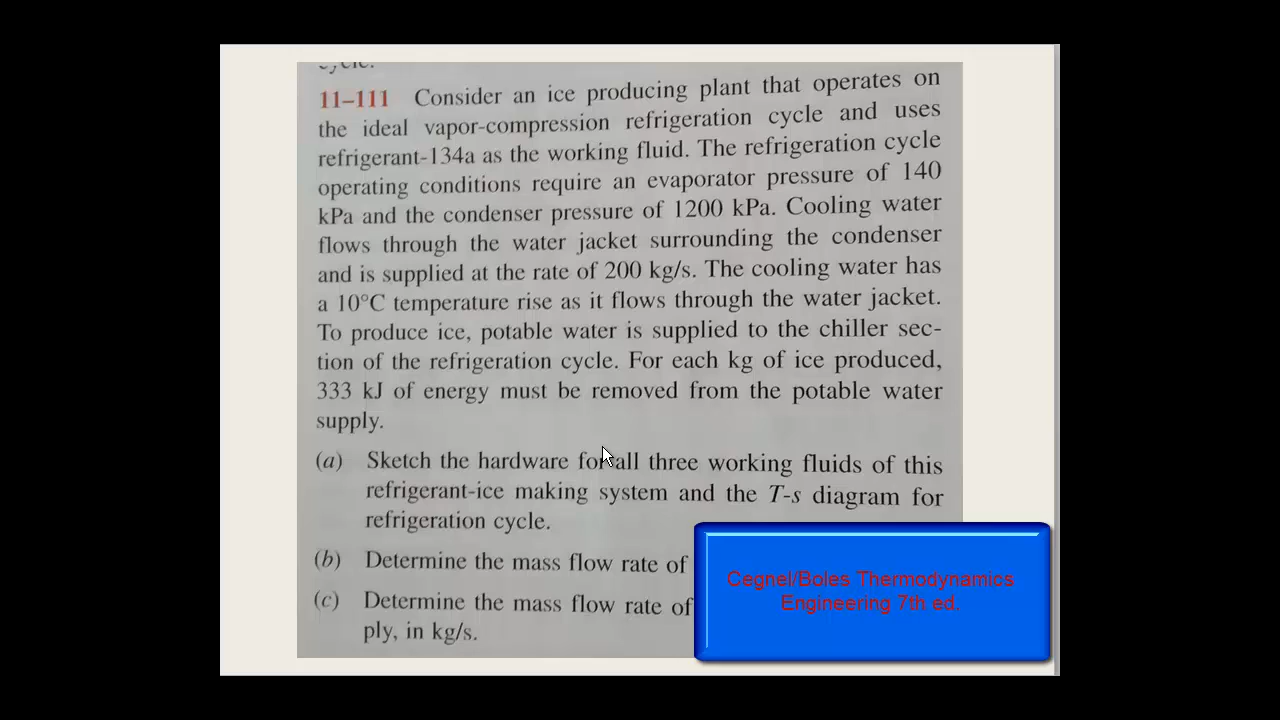 cycle.
11–111 Consider an ice producing plant that operates on
the ideal vapor-compression refrigeration cycle and uses
refrigerant-134a as the working fluid. The refrigeration cycle
operating conditions require an evaporator pressure of 140
kPa and the condenser pressure of 1200 kPa. Cooling water
flows through the water jacket surrounding the condenser
and is supplied at the rate of 200 kg/s. The cooling water has
a 10°C temperature rise as it flows through the water jacket.
To produce ice, potable water is supplied to the chiller sec-
tion of the refrigeration cycle. For each kg of ice produced,
333 kJ of energy must be removed from the potable water
supply.
(a) Sketch the hardware for all three working fluids of this
refrigerant-ice making system and the T-s diagram for
refrigeration cycle.
(b) Determine the mass flow rate of
(c) Determine the mass flow rate of
ply, in kg/s.
Cegnel/Boles Thermodynamics
Engineering 7th ed.